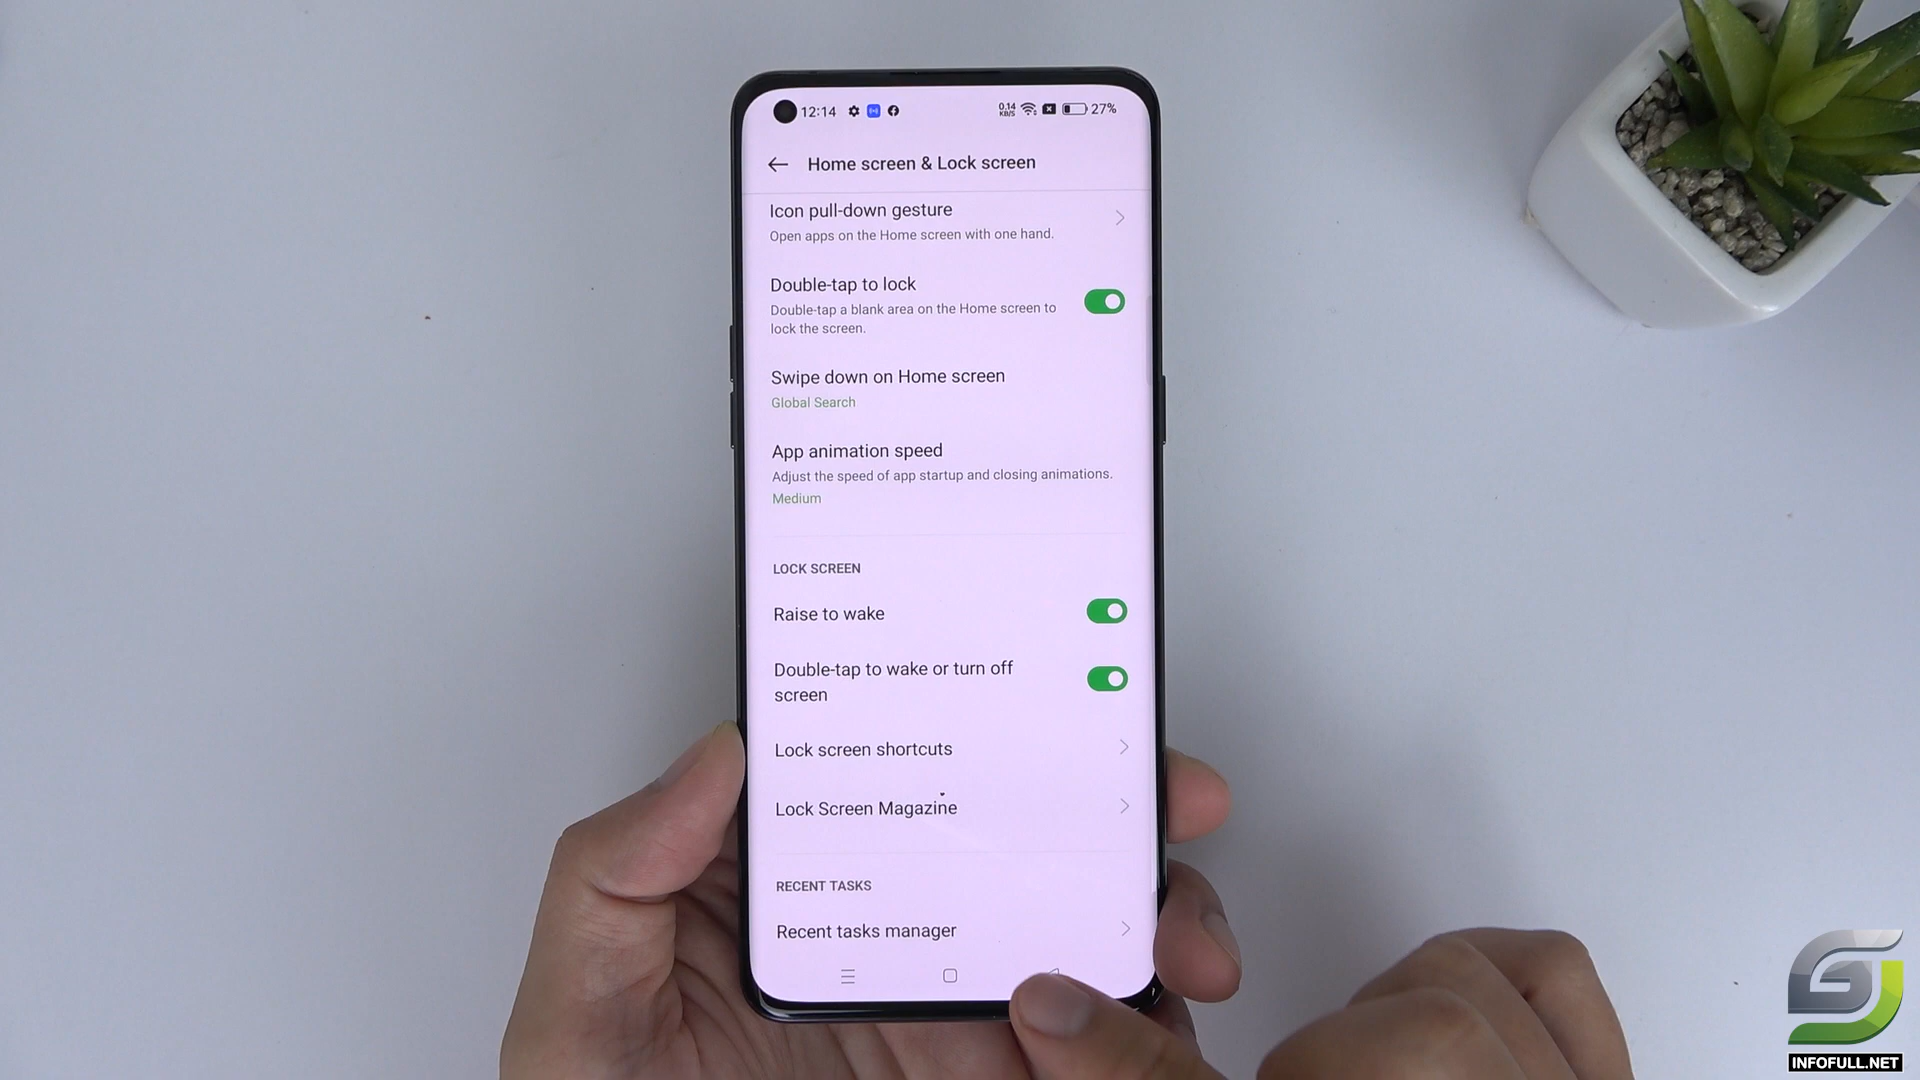 12:14
0.14
KB/S
27%
Home screen & Lock screen
Icon pull-down gesture
Open apps on the Home screen with one hand.
Double-tap to lock
Double-tap a blank area on the Home screen to
lock the screen.
Swipe down on Home screen
Global Search
App animation speed
Adjust the speed of app startup and closing animations.
Medium
LOCK SCREEN
Raise to wake
Double-tap to wake or turn off
screen
Lock screen shortcuts
Lock Screen Magazine
RECENT TASKS
Recent tasks manager
INFOFULL.NET